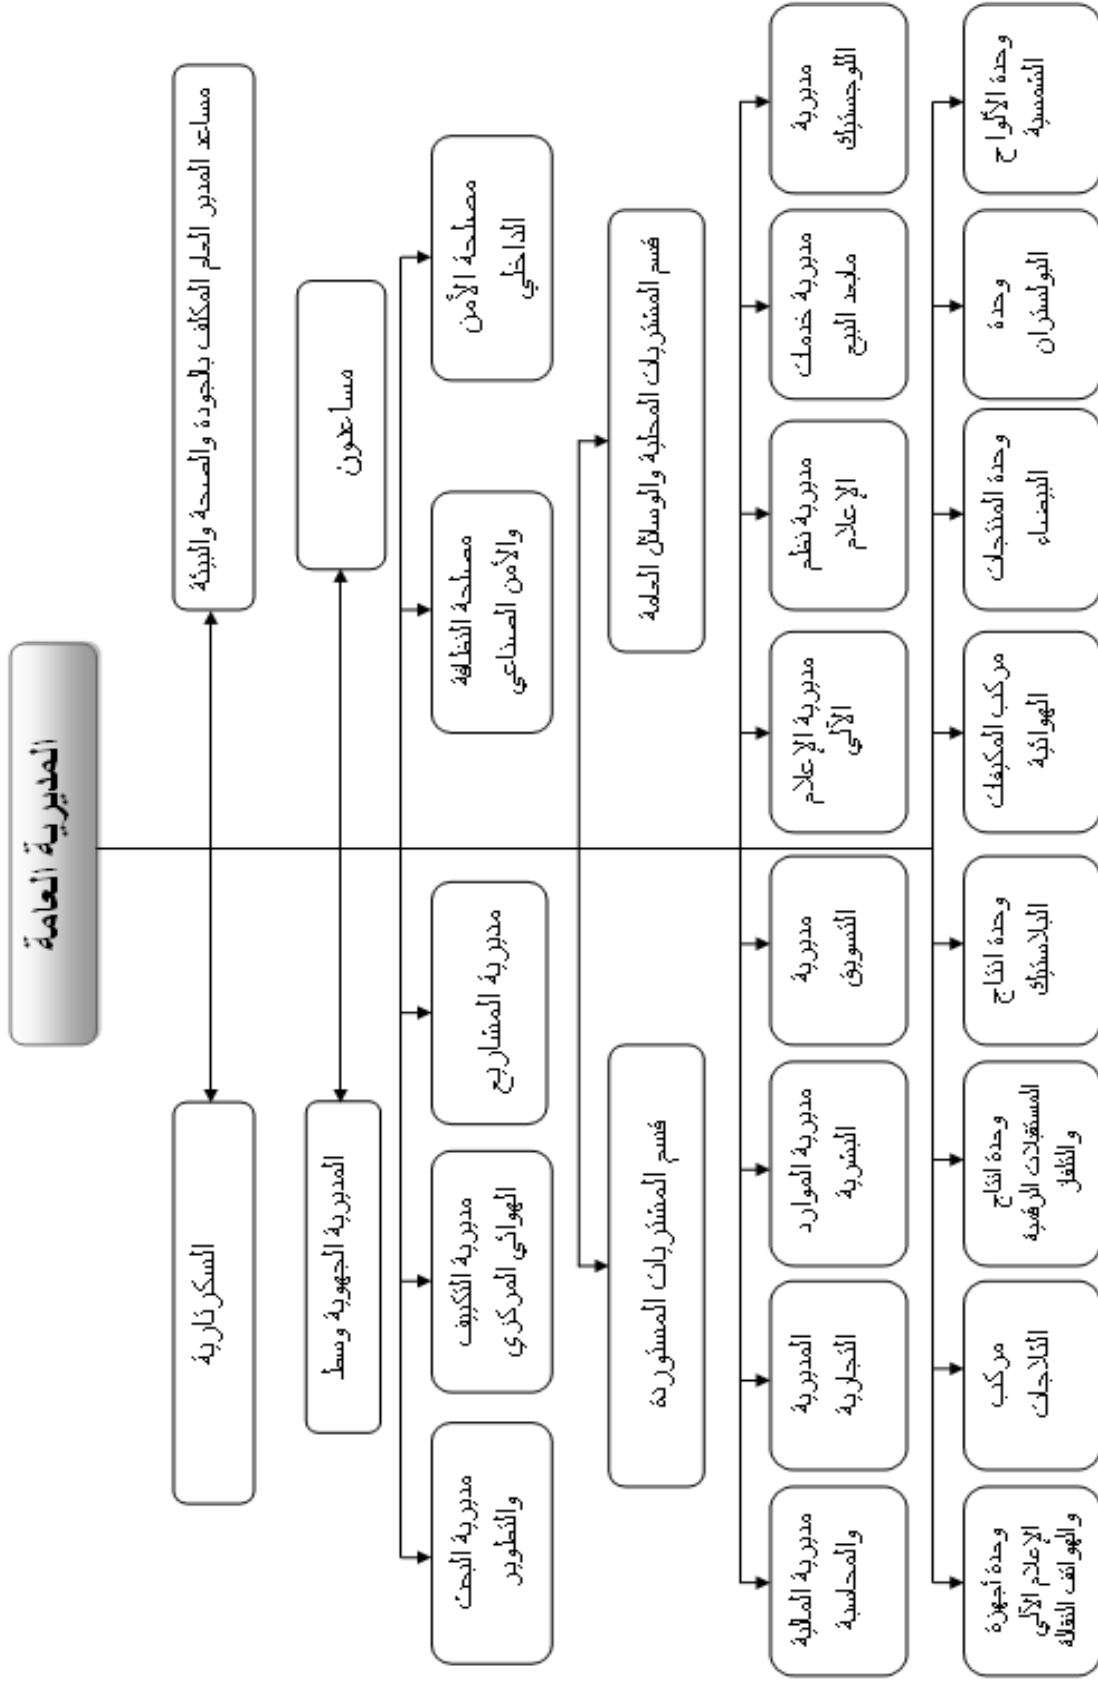 المديرية العامة
مساعد المدير العام المكلف بالجودة والصحة والبيئة
السكرتارية
مساعدون
المديرية الجهوية وسط
مصلحة الأمن
الداخلي
مصلحة النظافة
والأمن الصناعي
مديرية المشاريع
مديرية التكييف
الهوائي المركزي
مديرية البحث
والتطوير
قسم المشتريات المحلية والوسائل العامة
قسم المشتريات المستوردة
مديرية
اللوجستيك
مديرية خدمات
مابعد البيع
مديرية نظم
الإعلام
مديرية الإعلام
الآلي
مديرية
التسويق
مديرية الموارد
البشرية
المديرية
التجارية
مديرية المالية
والمحاسبة
وحدة الألواح
الشمسية
وحدة
البولستران
وحدة المنتجات
البيضاء
مركب المكيفات
الهوائية
وحدة انتاج
البلاستيك
وحدة انتاج
المستقبلات الرقمية
والتلفاز
مركب
الثلاجات
وحدة أجهزة
الإعلام الآلي
والهواتف النقالة